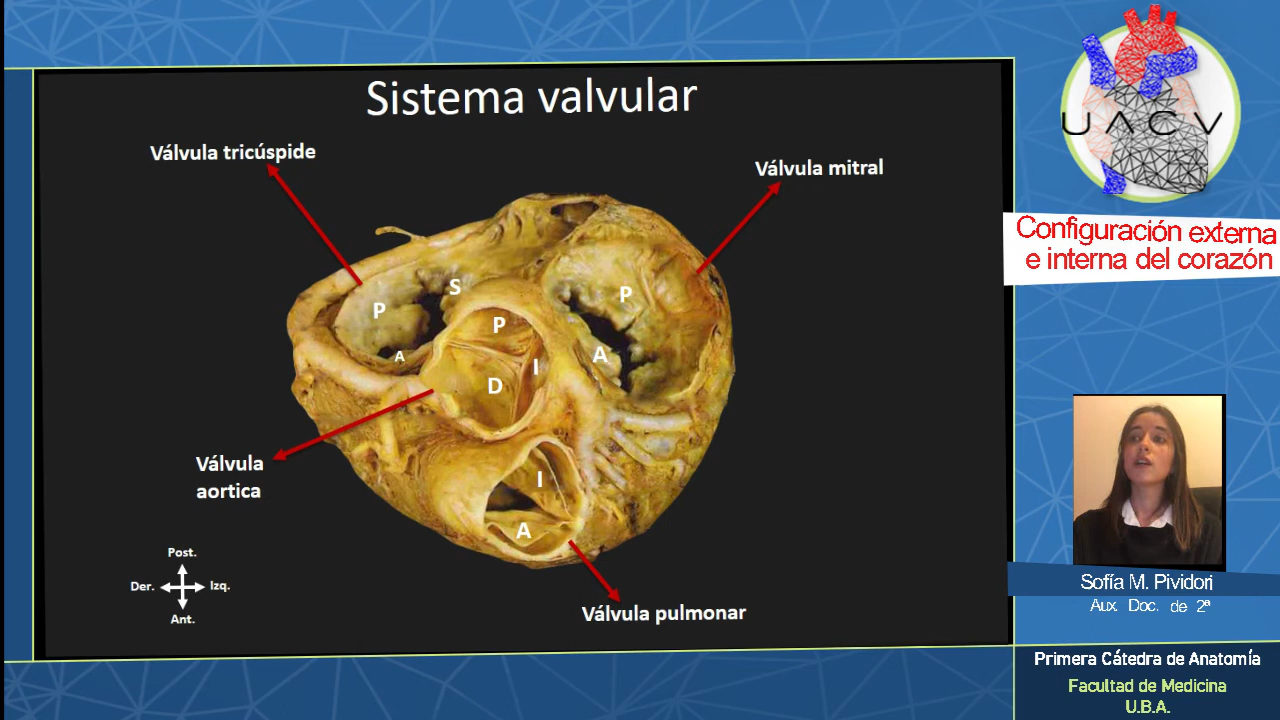 Sistema valvular
Válvula tricúspide
Válvula mitral
P
S
P
A
P
I
D
A
Válvula
aortica
I
A
Válvula pulmonar
Post.
Der.
Izq.
Ant.
UACV
Configuración externa
e interna del corazón
Sofía M. Pividori
Aux. Doc. de 2ª
Primera Cátedra de Anatomía
Facultad de Medicina
U.B.A.